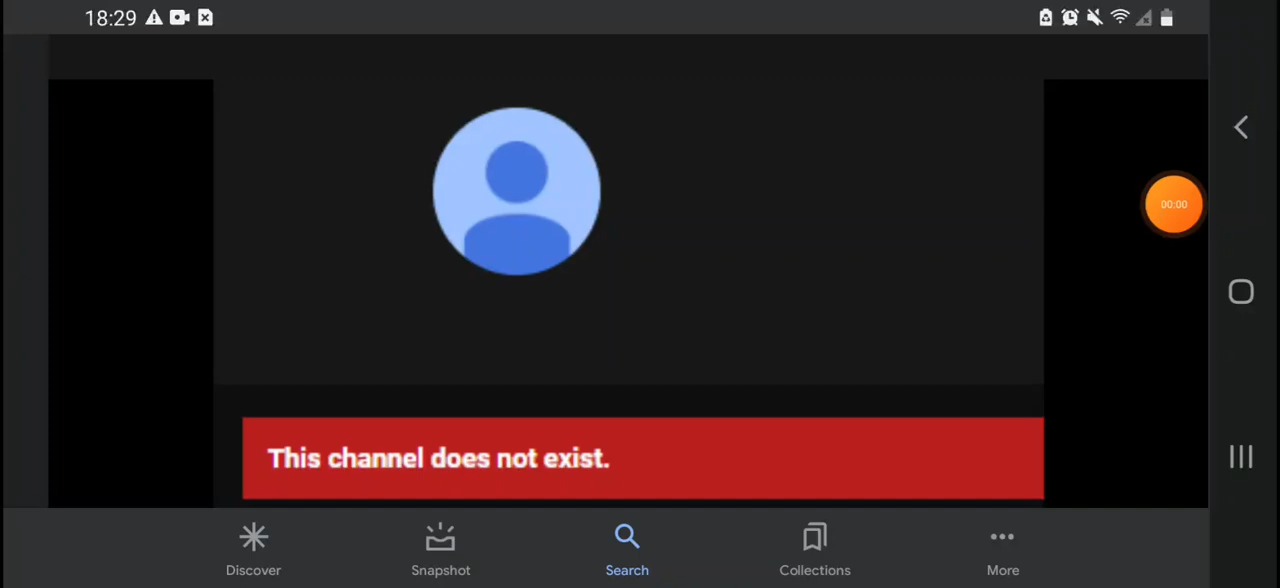 18:29
00:00
This channel does not exist.
Discover
Snapshot
Search
Collections
More